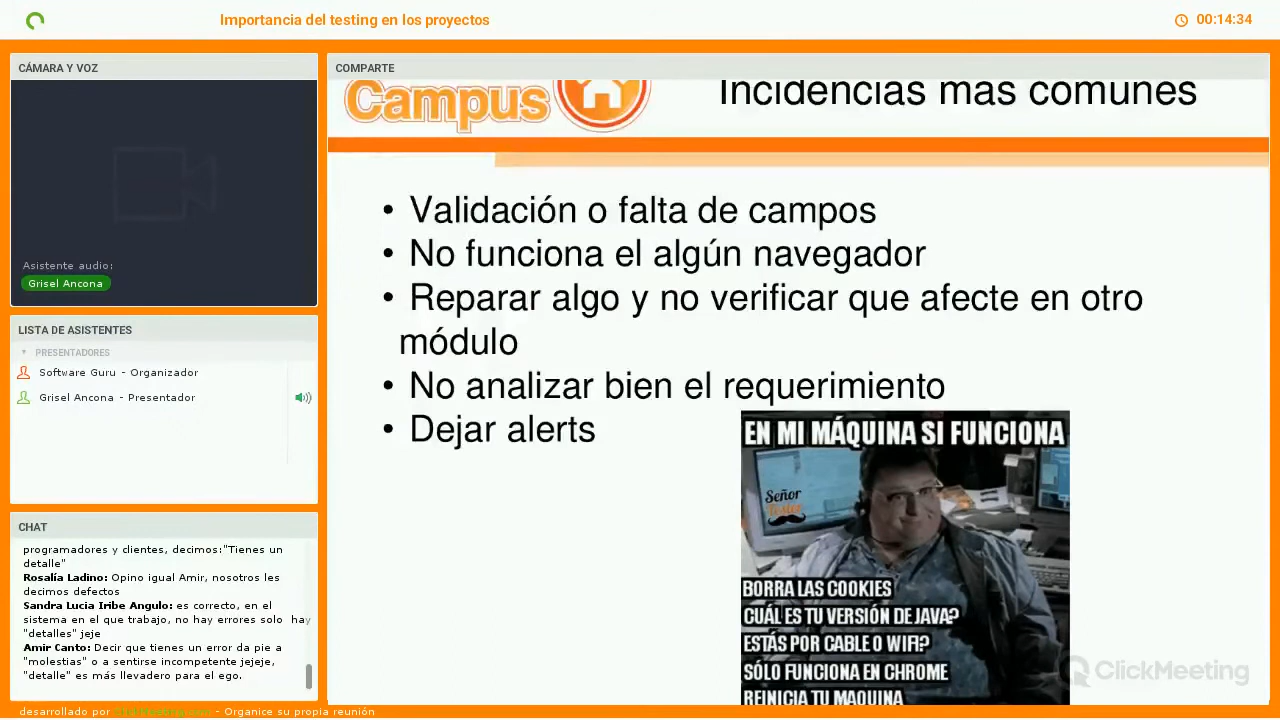 Importancia del testing en los proyectos
00:14:34
CÁMARA Y VOZ
Asistente audio:
Grisel Ancona
LISTA DE ASISTENTES
PRESENTADORES
Software Guru - Organizador
Grisel Ancona - Presentador
CHAT
programadores y clientes, decimos:"Tienes un
detalle"
Rosalía Ladino: Opino igual Amir, nosotros les
decimos defectos
Sandra Lucia Iribe Angulo: es correcto, en el
sistema en el que trabajo, no hay errores solo hay
"detalles" jeje
Amir Canto: Decir que tienes un error da pie a
"molestias" o a sentirse incompetente jejeje,
"detalle" es más llevadero para el ego.
COMPARTE
Campus
Incidencias más comunes
• Validación o falta de campos
• No funciona el algún navegador
• Reparar algo y no verificar que afecte en otro
módulo
• No analizar bien el requerimiento
• Dejar alerts
EN MI MÁQUINA SI FUNCIONA
Señor
Tester
BORRA LAS COOKIES
CUÁL ES TU VERSIÓN DE JAVA?
ESTÁS POR CABLE O WIFI?
SÓLO FUNCIONA EN CHROME
REINICIA TU MAQUINA
ClickMeeting
desarrollado por ClickMeeting.com - Organice su propia reunión